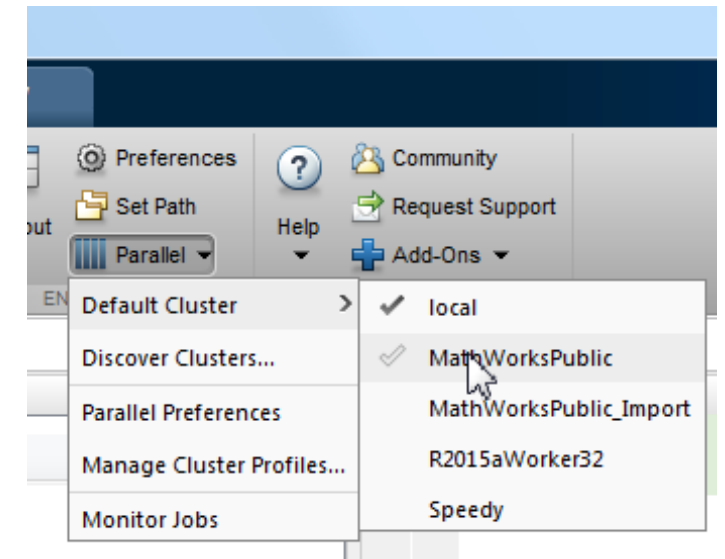 Preferences
Community
Set Path
Request Support
out
Help
Parallel
Add-Ons
EN
Default Cluster
local
Discover Clusters...
MathWorksPublic
Parallel Preferences
MathWorksPublic_Import
Manage Cluster Profiles...
R2015aWorker32
Monitor Jobs
Speedy